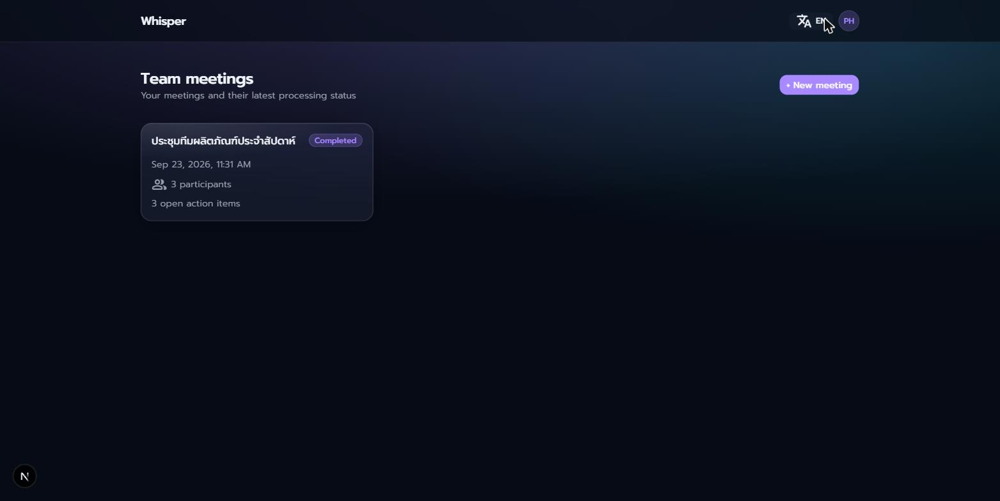 Whisper
EN
PH
Team meetings
Your meetings and their latest processing status
+ New meeting
ประชุมทีมผลิตภัณฑ์ประจำสัปดาห์
Completed
Sep 23, 2026, 11:31 AM
3 participants
3 open action items
N